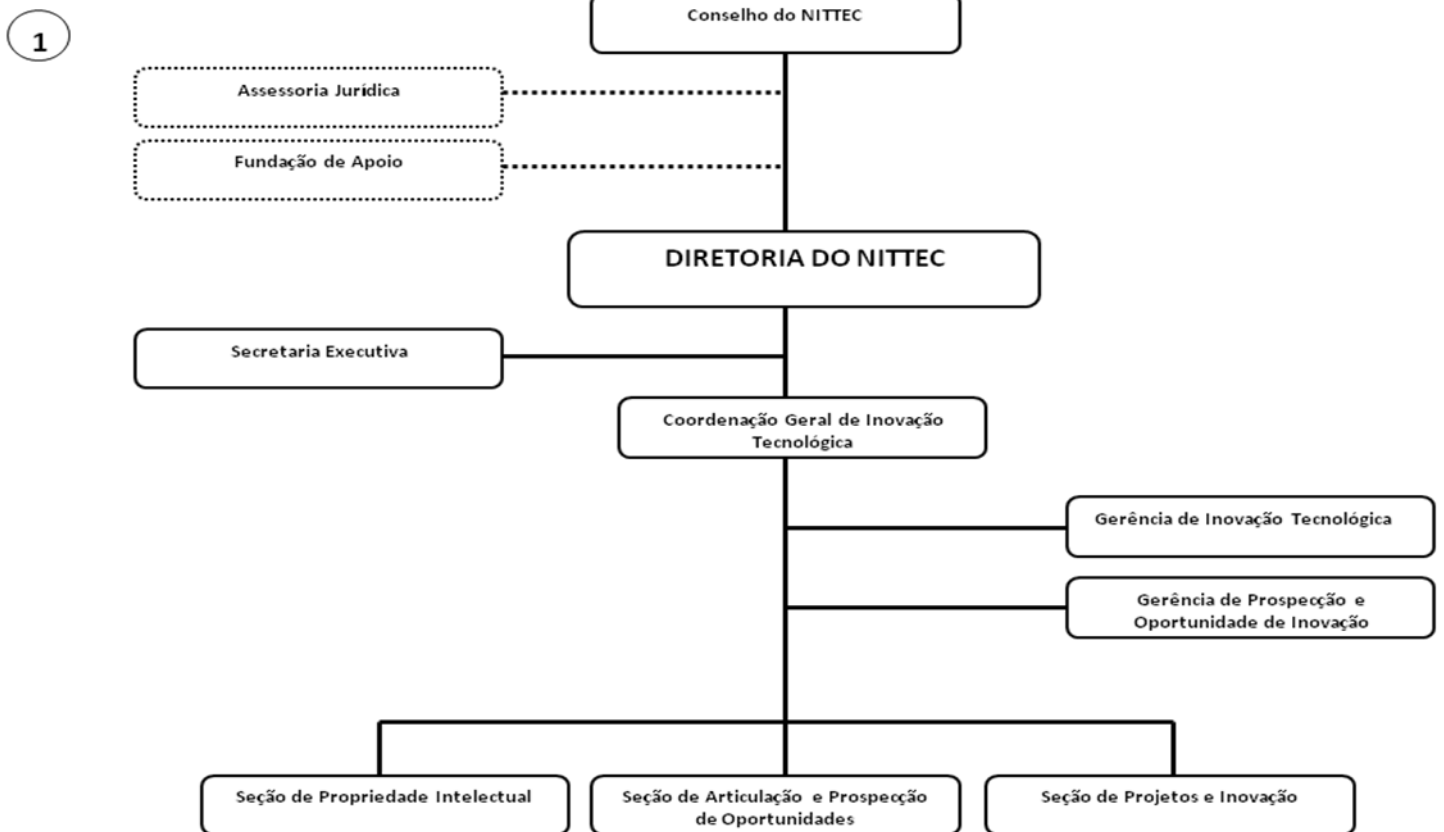 1
Conselho do NITTEC
Assessoria Jurídica
Fundação de Apoio
DIRETORIA DO NITTEC
Secretaria Executiva
Coordenação Geral de Inovação
Tecnológica
Gerência de Inovação Tecnológica
Gerência de Prospecção e
Oportunidade de Inovação
Seção de Propriedade Intelectual
Seção de Articulação e Prospecção
de Oportunidades
Seção de Projetos e Inovação